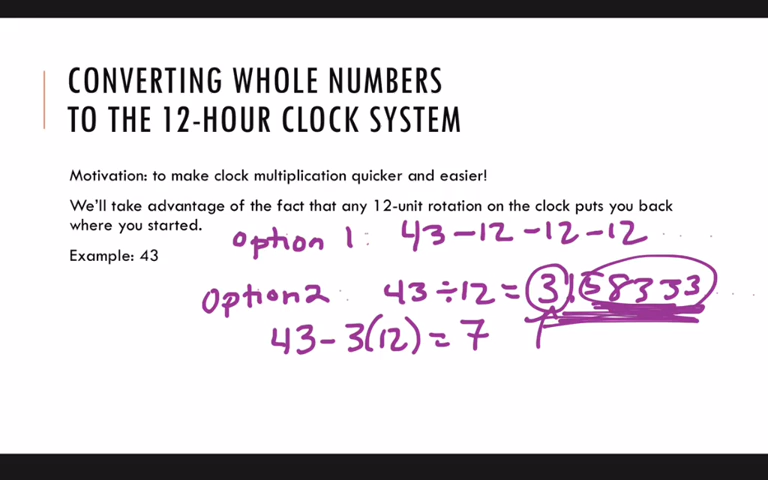 CONVERTING WHOLE NUMBERS
TO THE 12-HOUR CLOCK SYSTEM
Motivation: to make clock multiplication quicker and easier!
We'll take advantage of the fact that any 12-unit rotation on the clock puts you back
where you started.
Option 1: 43 - 12 - 12 - 12
Example: 43
Option 2 43 ÷ 12 = 3.58333
43 - 3(12) = 7